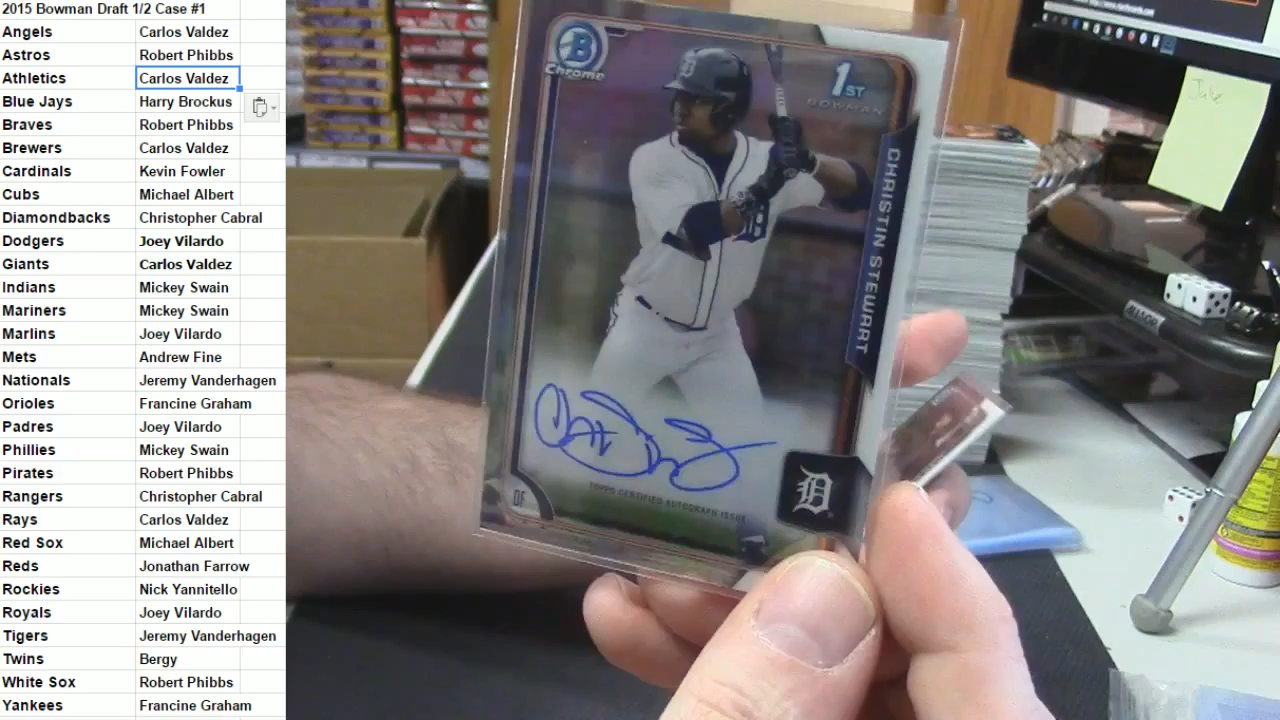 2015 Bowman Draft 1/2 Case #1
Angels Carlos Valdez
Astros Robert Phibbs
Athletics Carlos Valdez
Blue Jays Harry Brockus
Braves Robert Phibbs
Brewers Carlos Valdez
Cardinals Kevin Fowler
Cubs Michael Albert
Diamondbacks Christopher Cabral
Dodgers Joey Vilardo
Giants Carlos Valdez
Indians Mickey Swain
Mariners Mickey Swain
Marlins Joey Vilardo
Mets Andrew Fine
Nationals Jeremy Vanderhagen
Orioles Francine Graham
Padres Joey Vilardo
Phillies Mickey Swain
Pirates Robert Phibbs
Rangers Christopher Cabral
Rays Carlos Valdez
Red Sox Michael Albert
Reds Jonathan Farrow
Rockies Nick Yannitello
Royals Joey Vilardo
Tigers Jeremy Vanderhagen
Twins Bergy
White Sox Robert Phibbs
Yankees Francine Graham
B
Chrome
1ST
BOWMAN
CHRISTIN STEWART
D
D
TOPPS CERTIFIED AUTOGRAPH ISSUE
OF
D